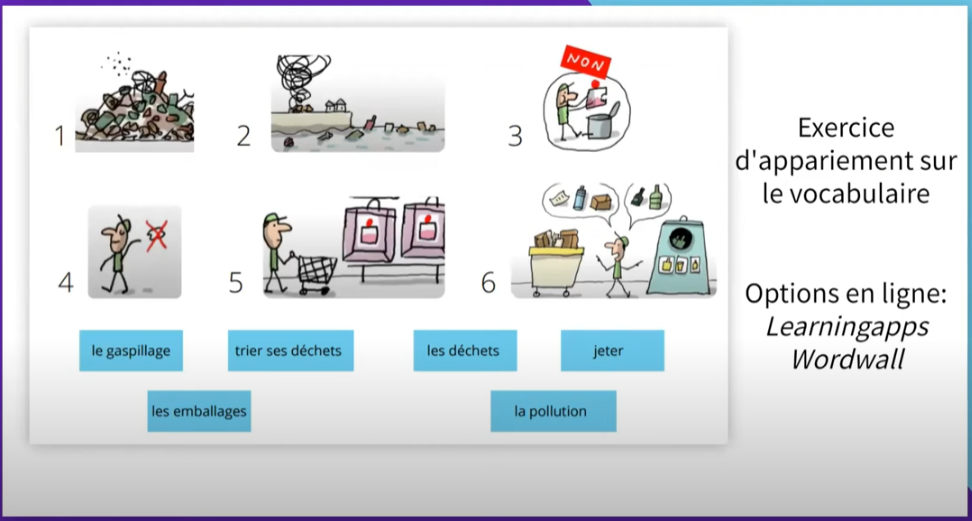 NON
1
2
3
4
5
6
le gaspillage
trier ses déchets
les déchets
jeter
les emballages
la pollution
Exercice
d'appariement sur
le vocabulaire
Options en ligne:
Learningapps
Wordwall